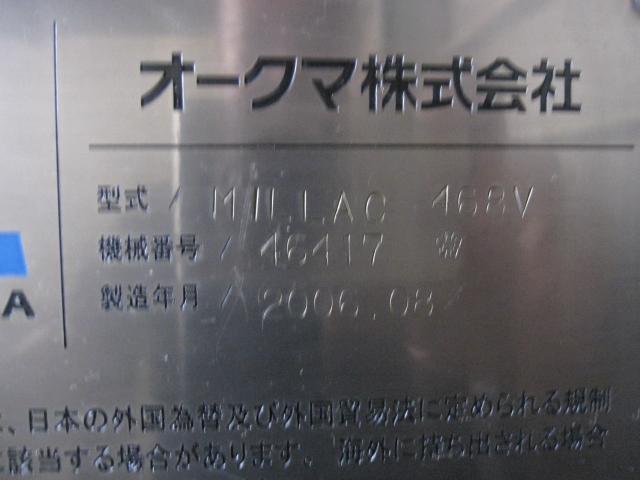 オークマ株式会社
型式 / MILLAC 468V
機械番号 / 46417 ※
製造年月 / 2006.08
A
、日本の外国為替及び外国貿易法に定められる規制
に該当する場合があります。海外に持ち出される場合